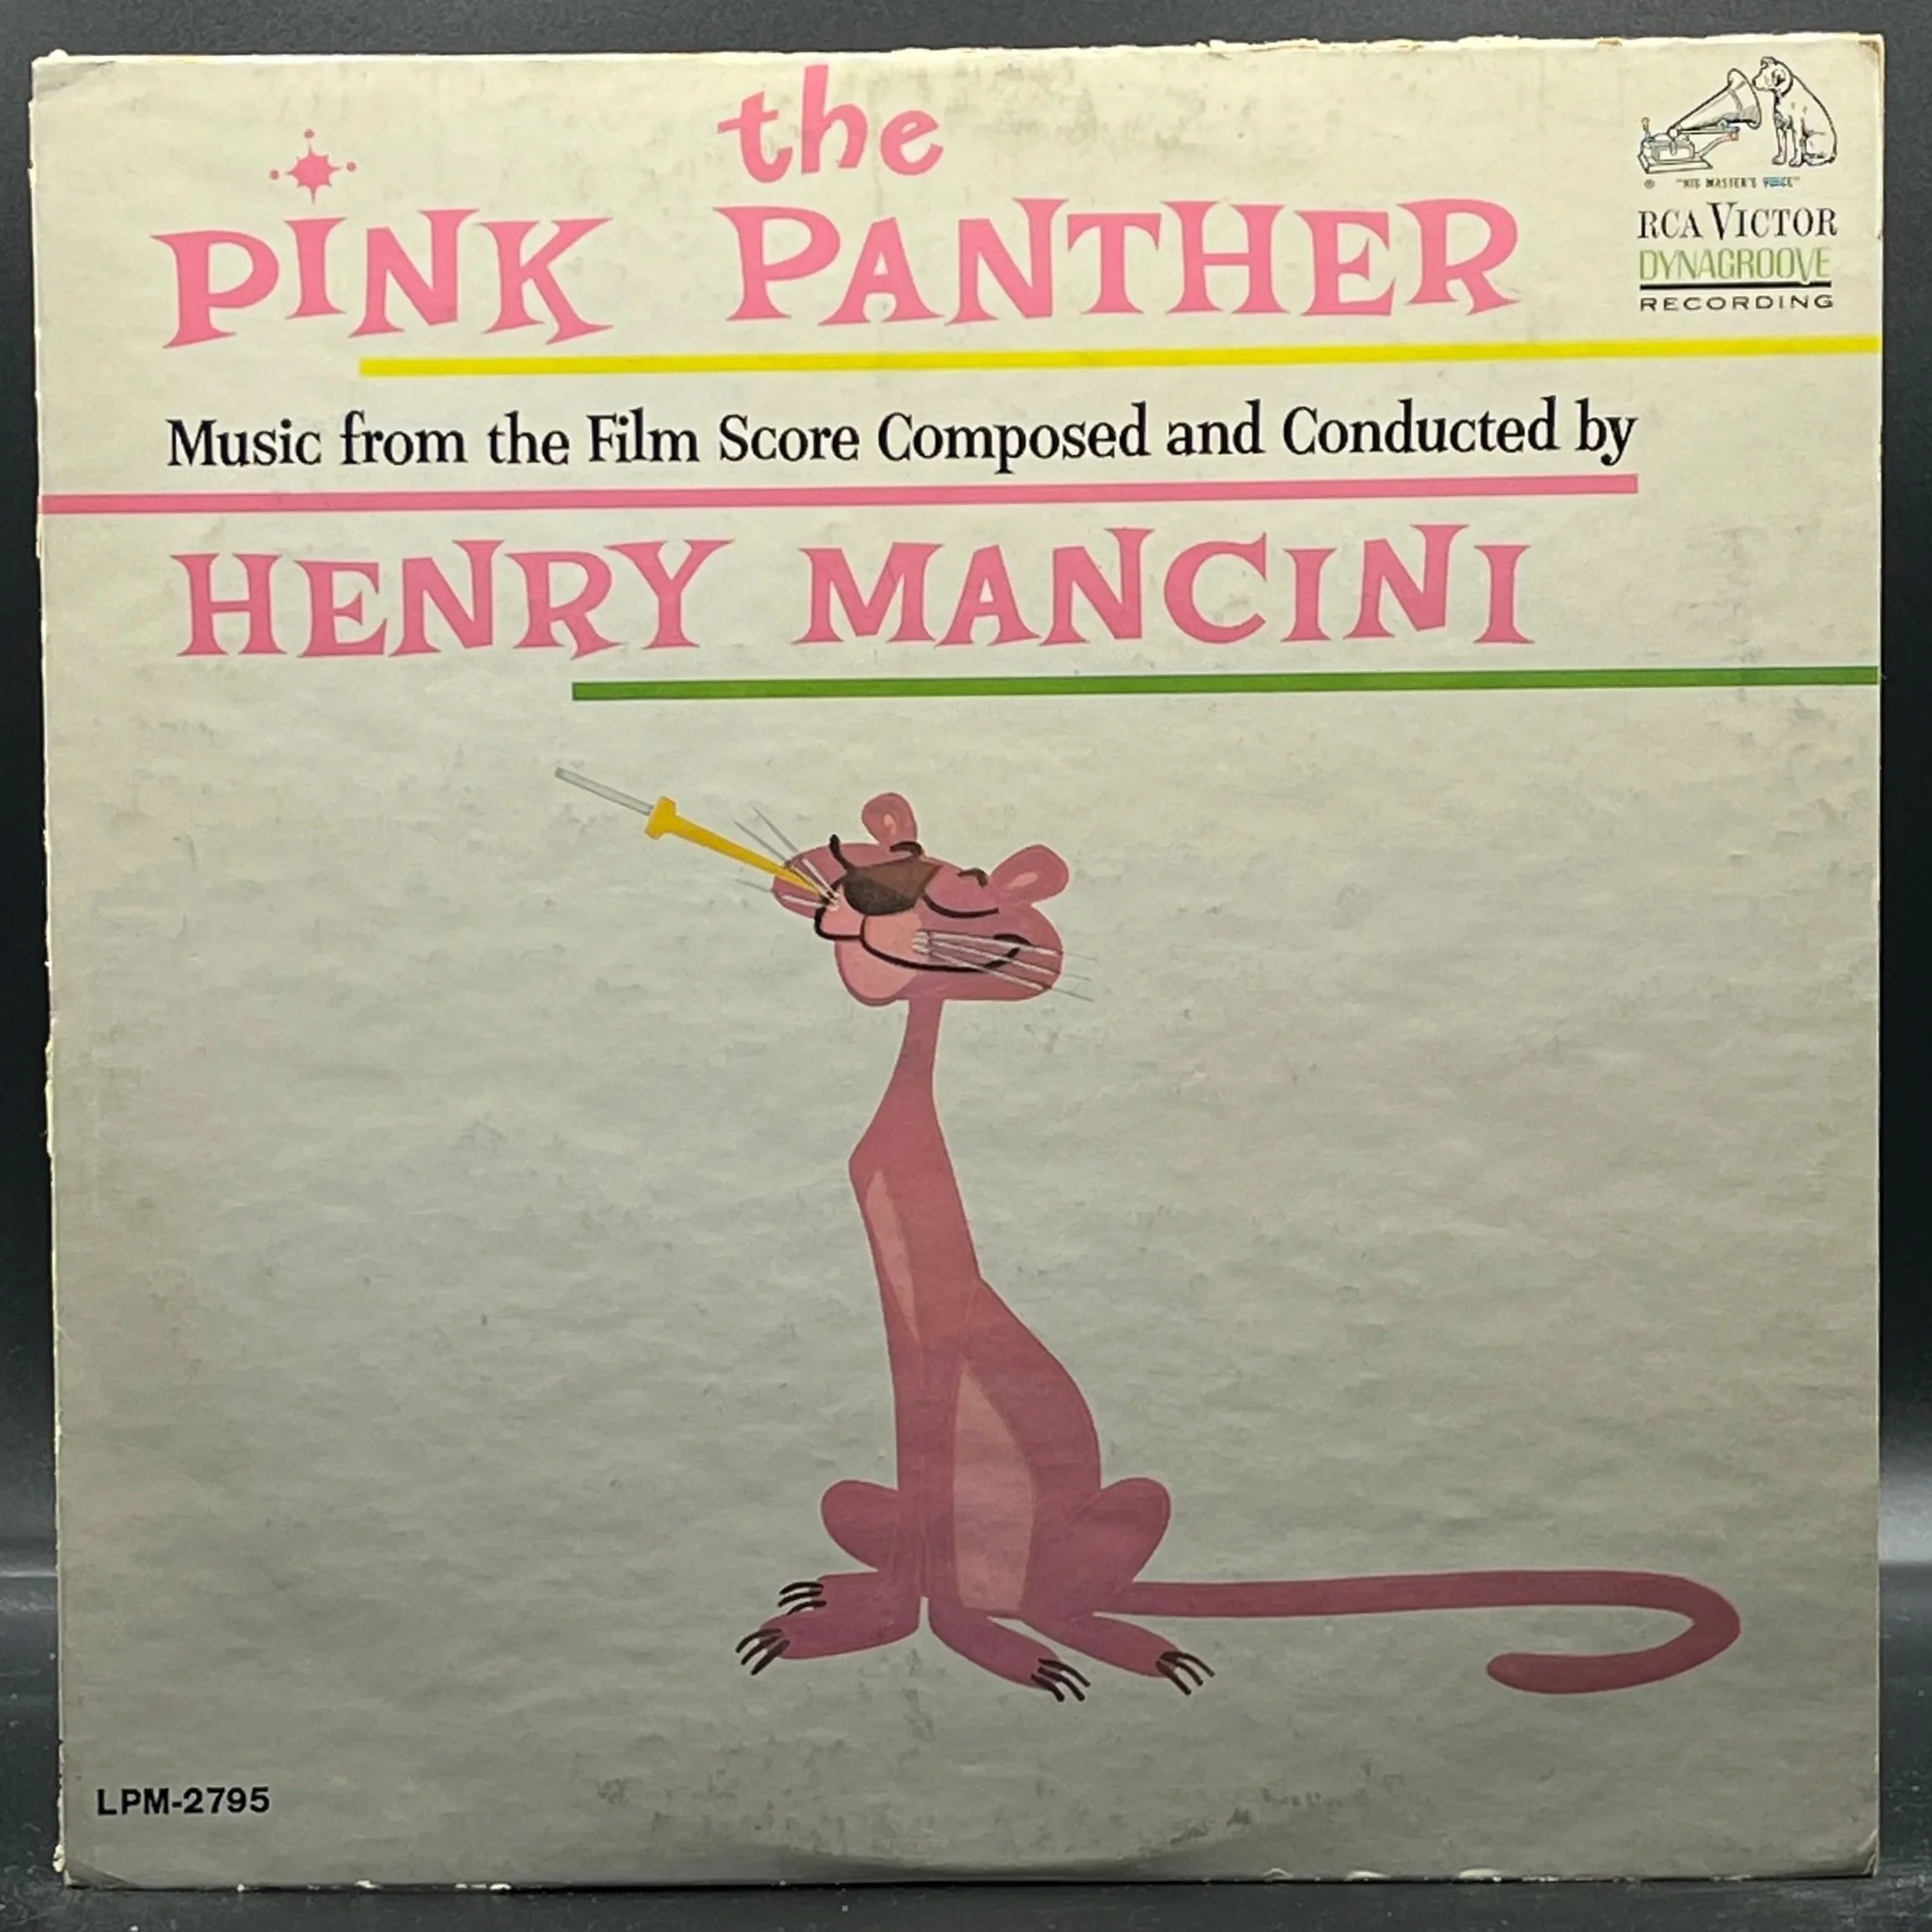 the
PINK PANTHER
Music from the Film Score Composed and Conducted by
HENRY MANCINI
® "HIS MASTER'S VOICE"
RCA VICTOR
DYNAGROOVE
RECORDING
LPM-2795